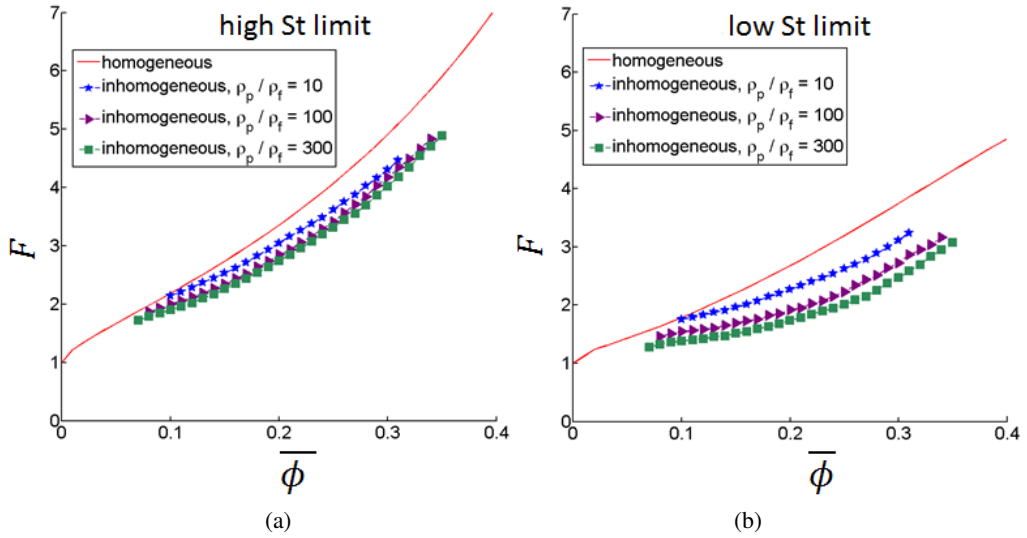 high St limit
homogeneous
inhomogeneous, ρp / ρf = 10
inhomogeneous, ρp / ρf = 100
inhomogeneous, ρp / ρf = 300
7
6
5
4
3
2
1
0
F
0 0.1 0.2 0.3 0.4
ϕ̅
(a)
low St limit
homogeneous
inhomogeneous, ρp / ρf = 10
inhomogeneous, ρp / ρf = 100
inhomogeneous, ρp / ρf = 300
7
6
5
4
3
2
1
0
F
0 0.1 0.2 0.3 0.4
ϕ̅
(b)